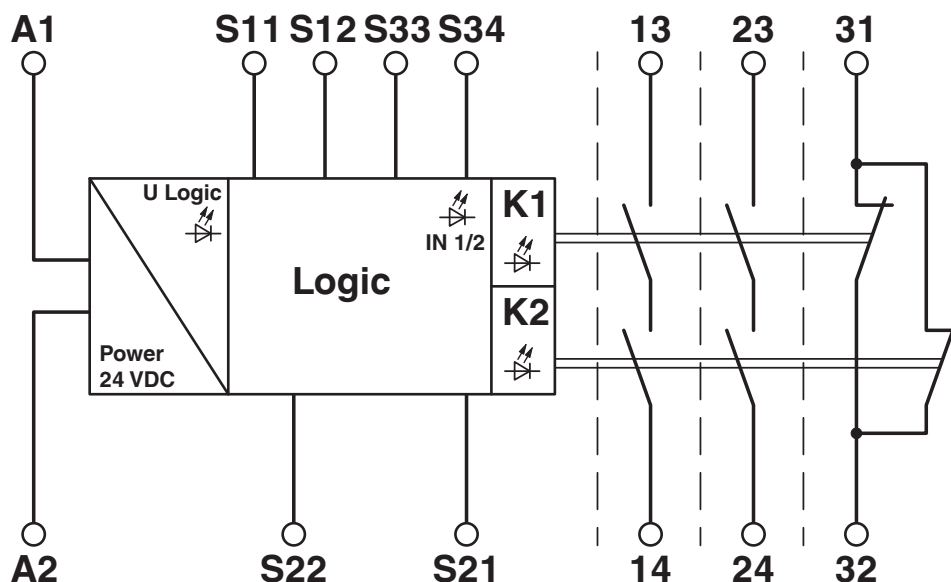 A1 S11 S12 S33 S34 13 23 31
U Logic
K1
IN 1/2
Logic
K2
Power
24 VDC
A2 S22 S21 14 24 32